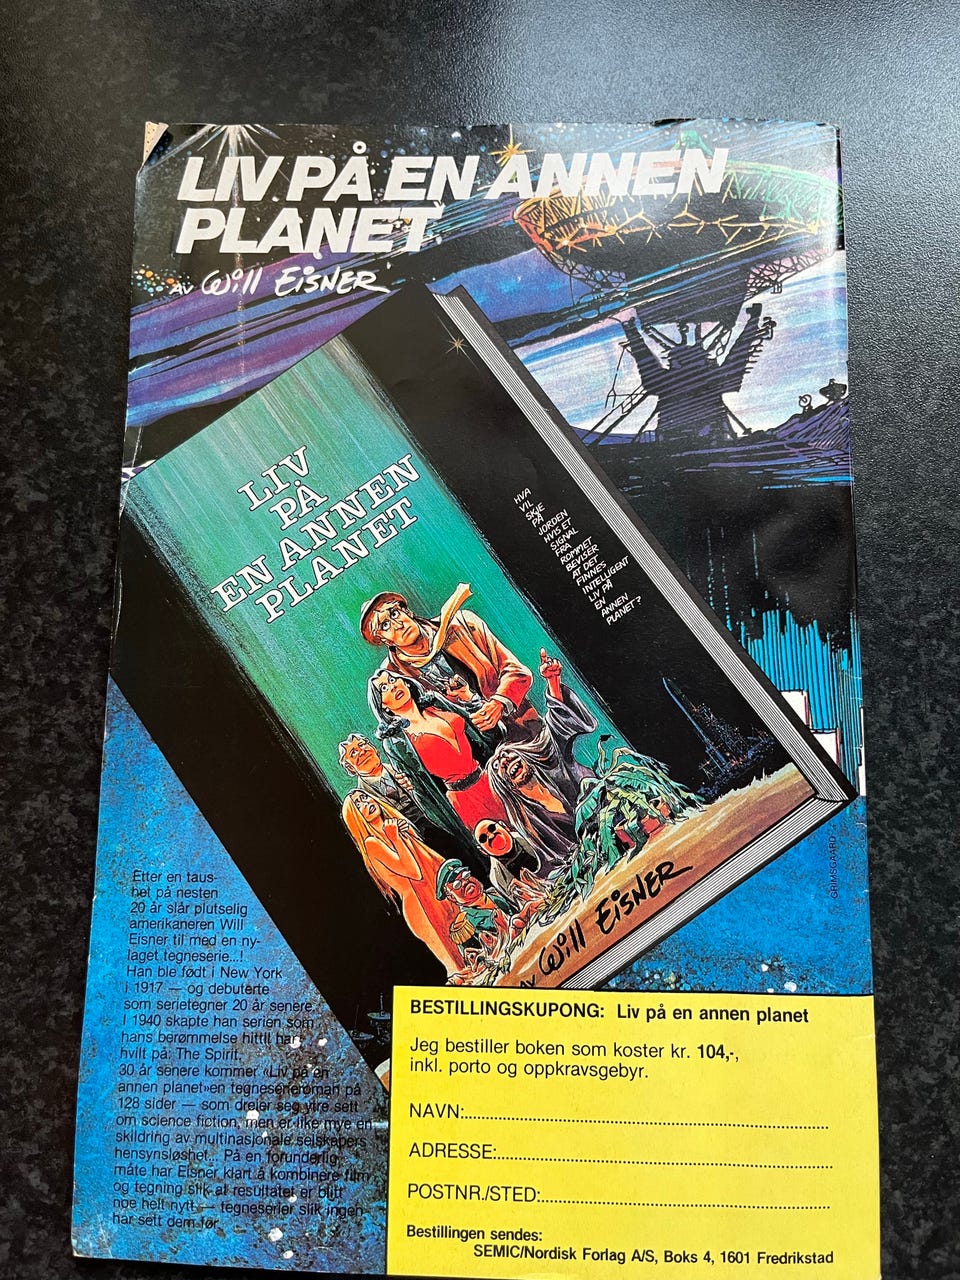 LIV PÅ EN ANNEN
PLANET
AV Will EISNER
LIV
PÅ
EN ANNEN
PLANET
HVA
VIL
SKJE
PÅ
JORDEN
HVIS ET
SIGNAL
FRA
ROMMET
BEVISER
AT DET
FINNES
INTELLIGENT
LIV PÅ
EN
ANNEN
PLANET?
AV Will EISNER
GRIMSGAARD
Etter en taus-
het på nesten
20 år slår plutselig
amerikaneren Will
Eisner til med en ny-
laget tegneserie..!
Han ble født i New York
i 1917 — og debuterte
som serietegner 20 år senere.
I 1940 skapte han serien som
hans berømmelse hittil har
hvilt på: The Spirit.
30 år senere kommer «Liv på en
annen planet»en tegneserieroman på
128 sider — som dreier seg ytre sett
om science fiction, men er like mye en
skildring av multinasjonale selskapers
hensynsløshet... På en forunderlig
måte har Eisner klart å kombinere film
og tegning slik at resultatet er blitt
noe helt nytt — tegneserier slik ingen
har sett dem før.
BESTILLINGSKUPONG: Liv på en annen planet
Jeg bestiller boken som koster kr. 104,-,
inkl. porto og oppkravsgebyr.
NAVN:
ADRESSE:
POSTNR./STED:
Bestillingen sendes:
SEMIC/Nordisk Forlag A/S, Boks 4, 1601 Fredrikstad